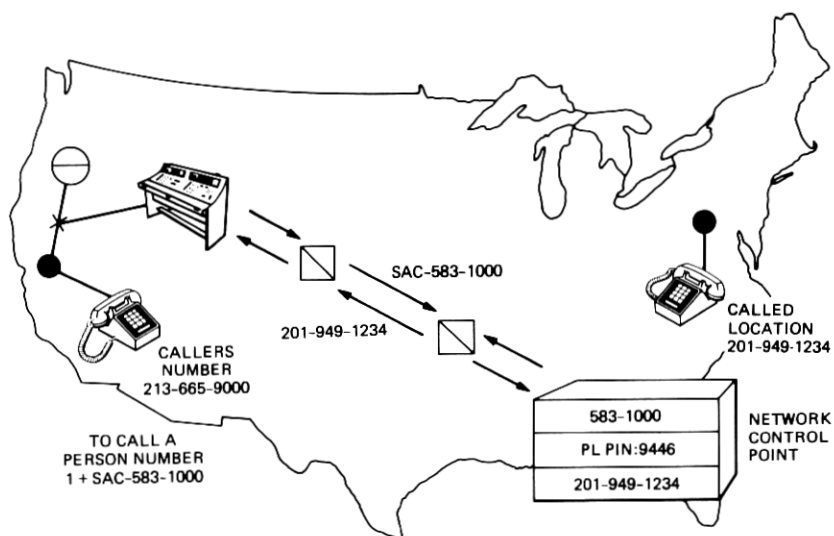 SAC-583-1000
201-949-1234
CALLERS
NUMBER
213-665-9000
CALLED
LOCATION
201-949-1234
TO CALL A
PERSON NUMBER
1 + SAC-583-1000
583-1000
PL PIN:9446
201-949-1234
NETWORK
CONTROL
POINT